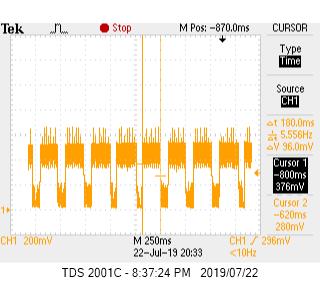 Tek Stop M Pos: -870.0ms CURSOR
Type
Time
Source
CH1
Δt 180.0ms
1/Δt 5.556Hz
ΔV 96.0mV
Cursor 1
-800ms
376mV
Cursor 2
-620ms
280mV
1
CH1 200mV M 250ms CH1 / 296mV
22-Jul-19 20:33 <10Hz
TDS 2001C - 8:37:24 PM 2019/07/22